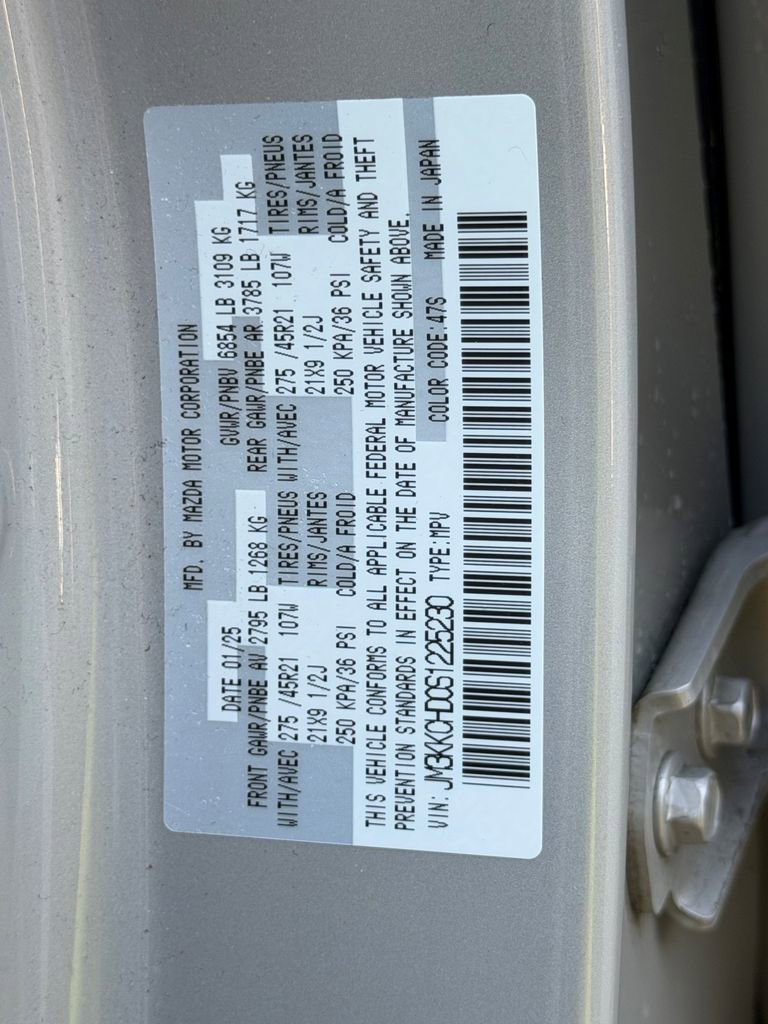 MFD. BY MAZDA MOTOR CORPORATION
DATE 01/25 GVWR/PNBV 6854 LB 3109 KG
FRONT GAWR/PNBE AV 2795 LB 1268 KG REAR GAWR/PNBE AR 3785 LB 1717 KG
WITH/AVEC 275 /45R21 107W TIRES/PNEUS WITH/AVEC 275 /45R21 107W TIRES/PNEUS
21X9 1/2J RIMS/JANTES 21X9 1/2J RIMS/JANTES
250 KPA/36 PSI COLD/A FROID 250 KPA/36 PSI COLD/A FROID
THIS VEHICLE CONFORMS TO ALL APPLICABLE FEDERAL MOTOR VEHICLE SAFETY AND THEFT
PREVENTION STANDARDS IN EFFECT ON THE DATE OF MANUFACTURE SHOWN ABOVE.
VIN: JM3KKCHD0S1225230 TYPE:MPV COLOR CODE:47S MADE IN JAPAN